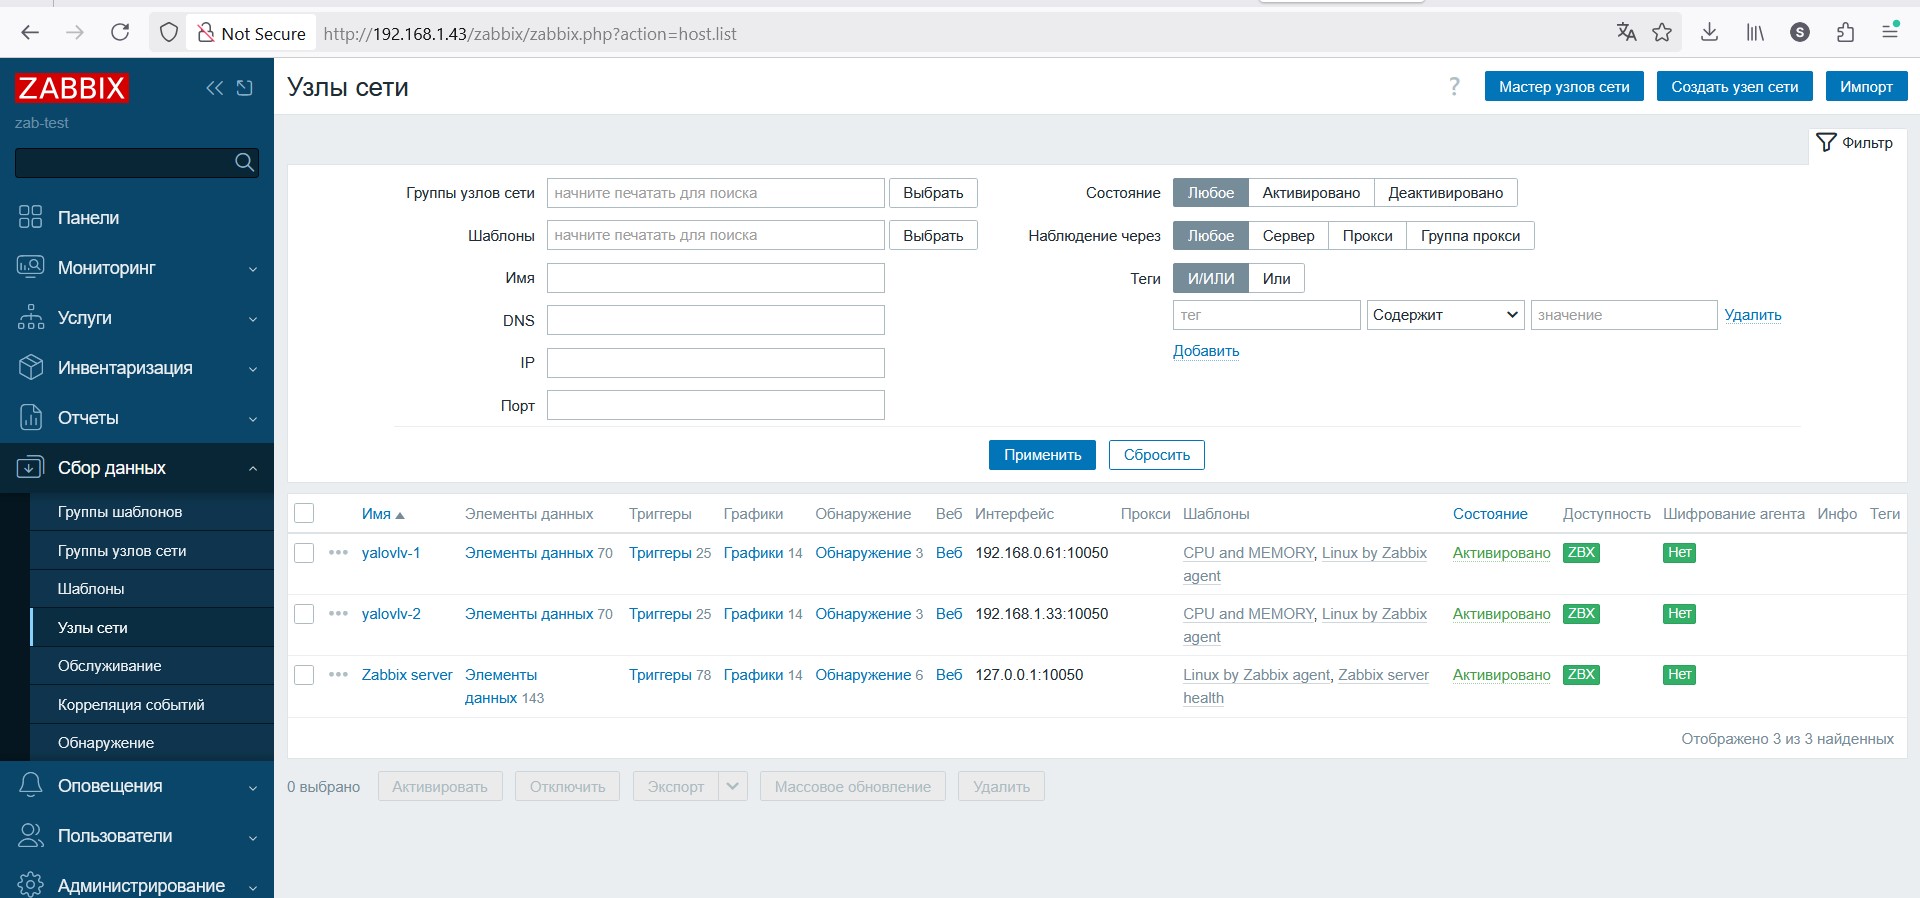 Not Secure http://192.168.1.43/zabbix/zabbix.php?action=host.list
S
ZABBIX
zab-test
Панели
Мониторинг
Услуги
Инвентаризация
Отчеты
Сбор данных
Группы шаблонов
Группы узлов сети
Шаблоны
Узлы сети
Обслуживание
Корреляция событий
Обнаружение
Оповещения
Пользователи
Администрирование
Узлы сети
? Мастер узлов сети Создать узел сети Импорт
Фильтр
Группы узлов сети начните печатать для поиска Выбрать
Шаблоны начните печатать для поиска Выбрать
Имя
DNS
IP
Порт
Состояние Любое Активировано Деактивировано
Наблюдение через Любое Сервер Прокси Группа прокси
Теги И/ИЛИ Или
тег Содержит значение Удалить
Добавить
Применить Сбросить
Имя Элементы данных Триггеры Графики Обнаружение Веб Интерфейс Прокси Шаблоны Состояние Доступность Шифрование агента Инфо Теги
yalovlv-1 Элементы данных 70 Триггеры 25 Графики 14 Обнаружение 3 Веб 192.168.0.61:10050 CPU and MEMORY, Linux by Zabbix Активировано ZBX Нет
agent
yalovlv-2 Элементы данных 70 Триггеры 25 Графики 14 Обнаружение 3 Веб 192.168.1.33:10050 CPU and MEMORY, Linux by Zabbix Активировано ZBX Нет
agent
Zabbix server Элементы Триггеры 78 Графики 14 Обнаружение 6 Веб 127.0.0.1:10050 Linux by Zabbix agent, Zabbix server Активировано ZBX Нет
данных 143 health
Отображено 3 из 3 найденных
0 выбрано Активировать Отключить Экспорт Массовое обновление Удалить